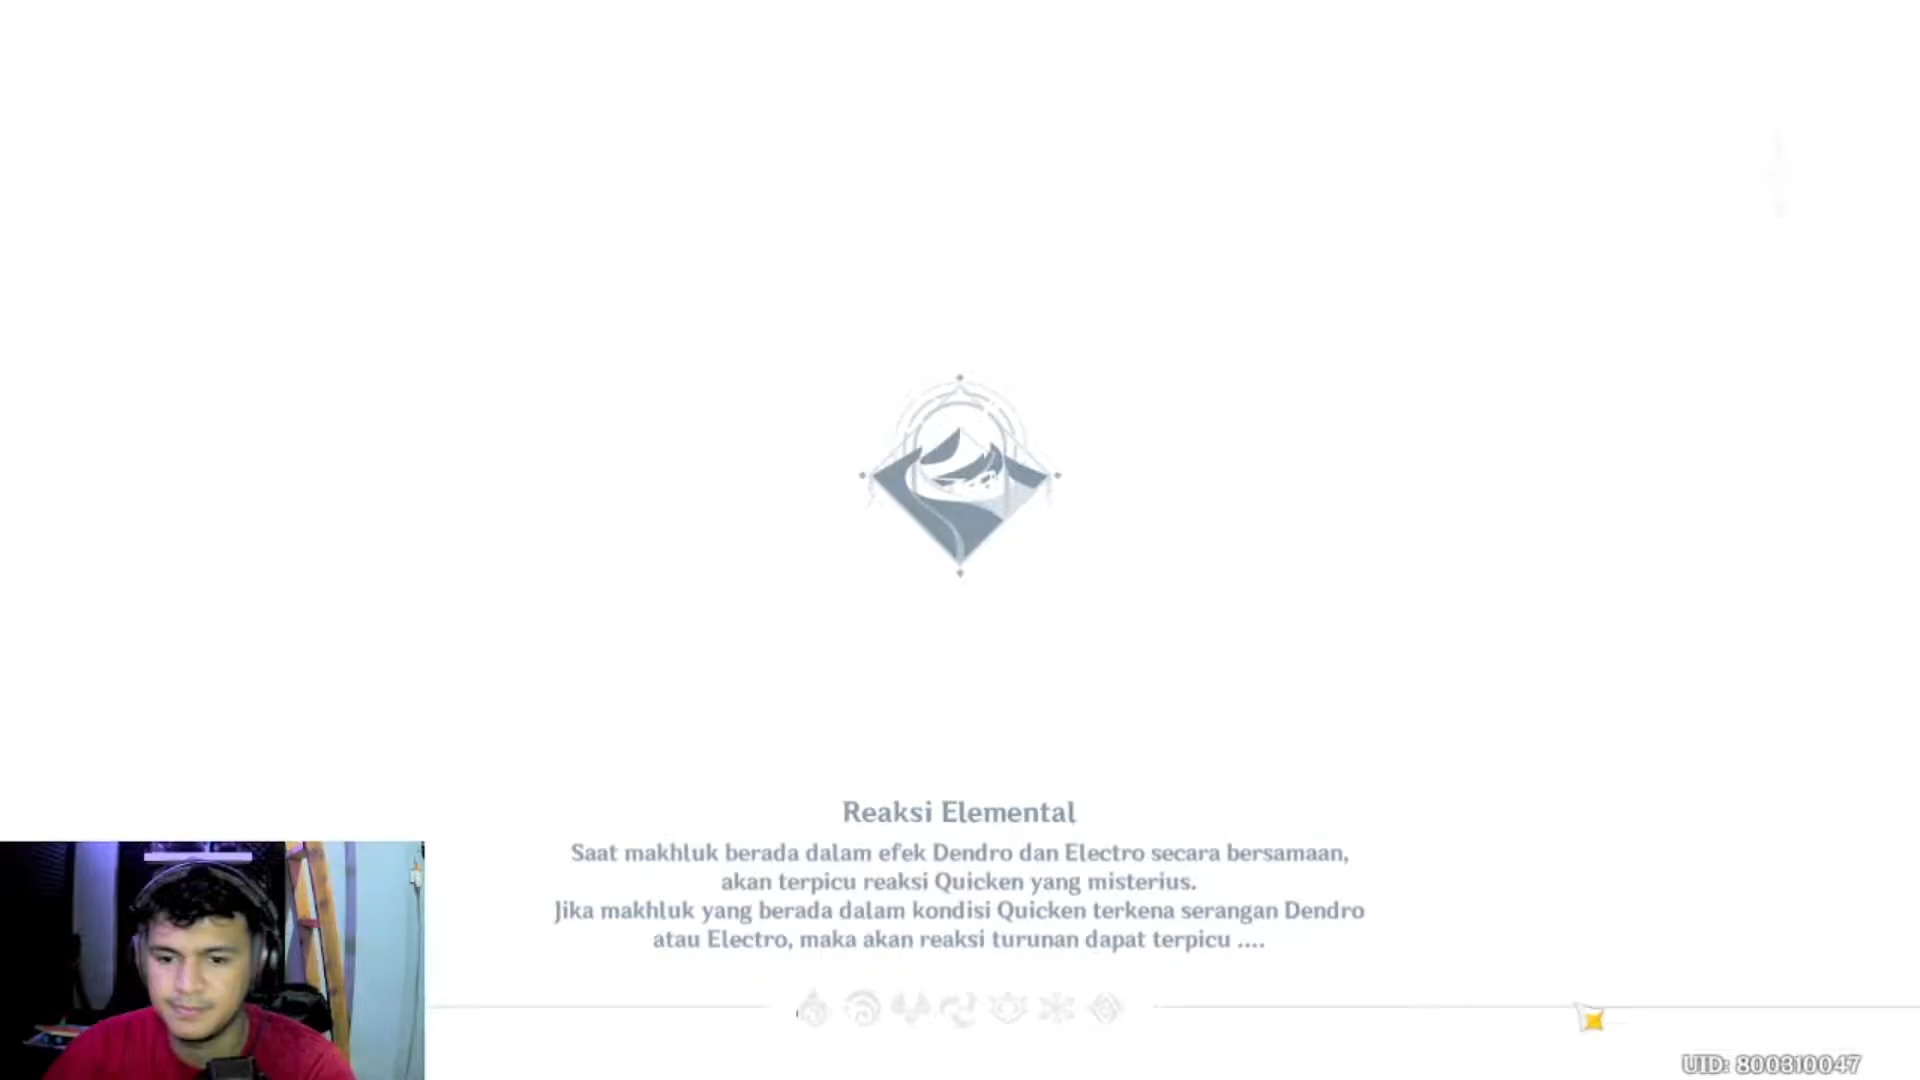 Reaksi Elemental
Saat makhluk berada dalam efek Dendro dan Electro secara bersamaan,
akan terpicu reaksi Quicken yang misterius.
Jika makhluk yang berada dalam kondisi Quicken terkena serangan Dendro
atau Electro, maka akan reaksi turunan dapat terpicu ....
UID: 800310047